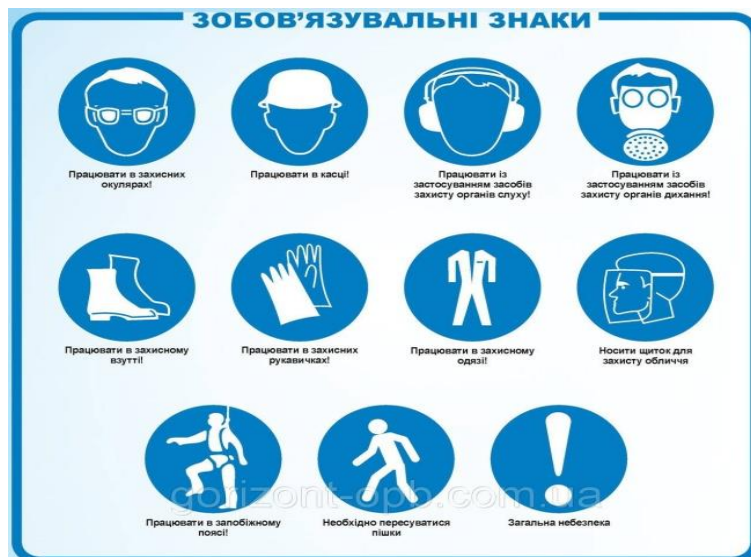 ЗОБОВ’ЯЗУВАЛЬНІ ЗНАКИ
Працювати в захисних
окулярах!
Працювати в касці!
Працювати із
застосуванням засобів
захисту органів слуху!
Працювати із
застосуванням засобів
захисту органів дихання!
Працювати в захисному
взутті!
Працювати в захисних
рукавичках!
Працювати в захисному
одязі!
Носити щиток для
захисту обличчя
gorizont-opb.com.ua
Працювати в запобіжному
поясі!
Необхідно пересуватися
пішки
Загальна небезпека